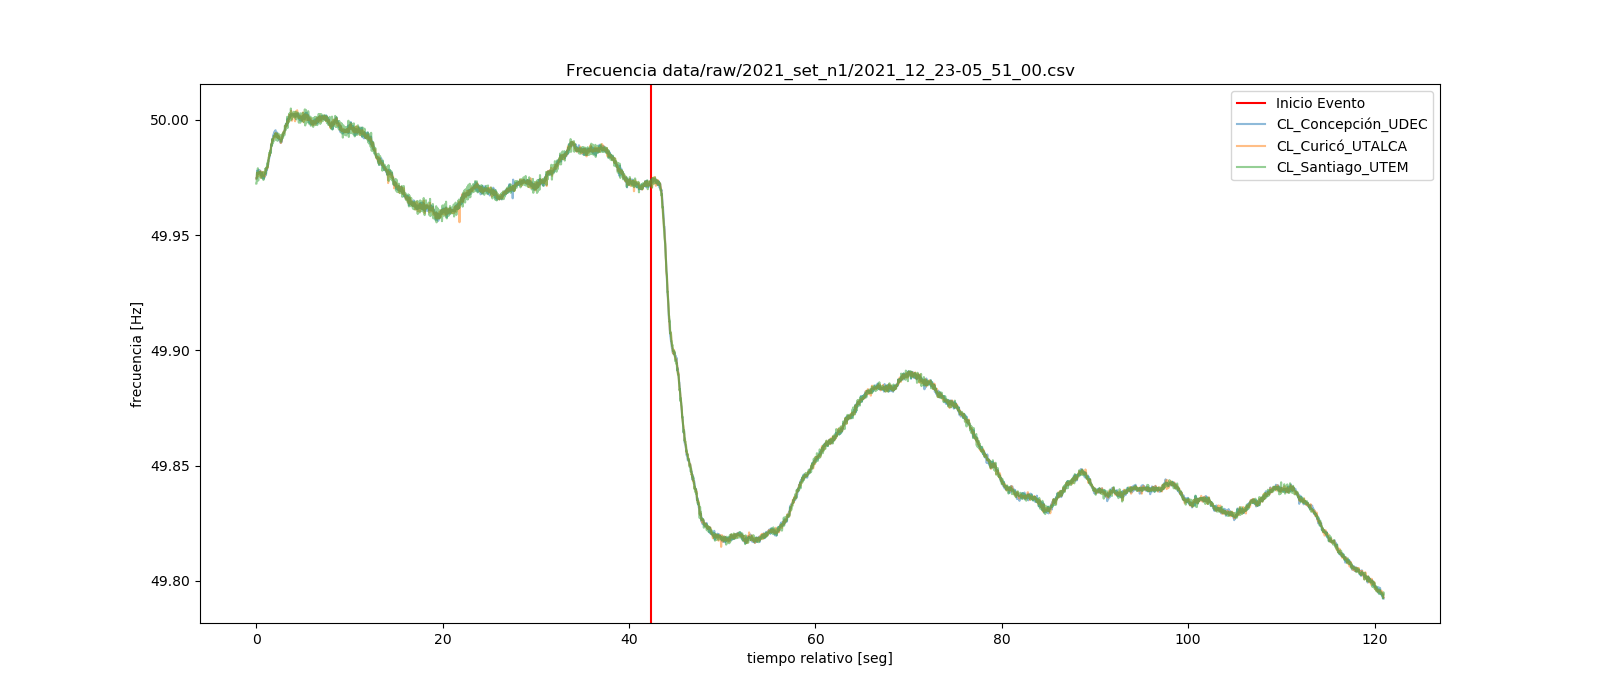 Frecuencia data/raw/2021_set_n1/2021_12_23-05_51_00.csv
Inicio Evento
CL_Concepción_UDEC
CL_Curicó_UTALCA
CL_Santiago_UTEM
frecuencia [Hz]
50.00
49.95
49.90
49.85
49.80
0 20 40 60 80 100 120
tiempo relativo [seg]